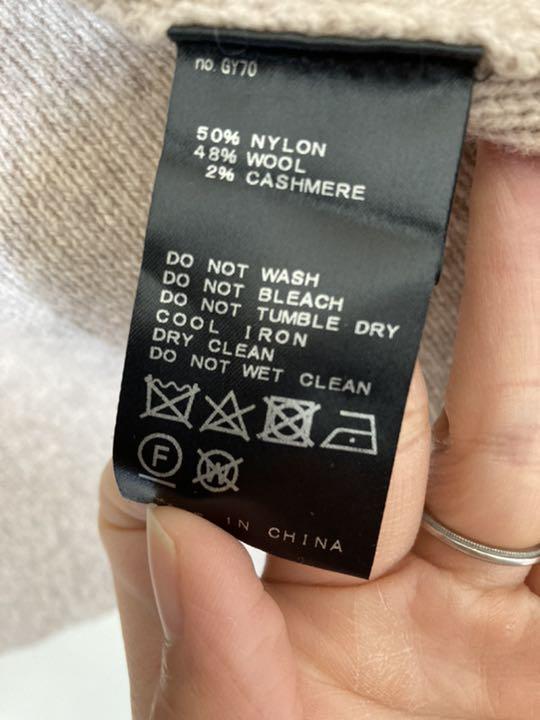 no. GY70
50% NYLON
48% WOOL
2% CASHMERE
DO NOT WASH
DO NOT BLEACH
DO NOT TUMBLE DRY
COOL IRON
DRY CLEAN
DO NOT WET CLEAN
F
W
IN CHINA